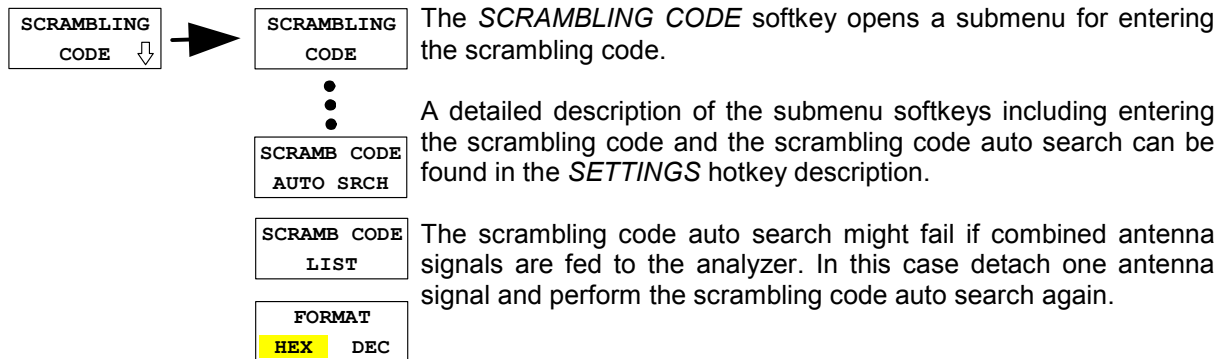 SCRAMBLING
CODE
SCRAMBLING
CODE
The SCRAMBLING CODE softkey opens a submenu for entering
the scrambling code.
A detailed description of the submenu softkeys including entering
the scrambling code and the scrambling code auto search can be
found in the SETTINGS hotkey description.
SCRAMB CODE
AUTO SRCH
SCRAMB CODE
LIST
The scrambling code auto search might fail if combined antenna
signals are fed to the analyzer. In this case detach one antenna
signal and perform the scrambling code auto search again.
FORMAT
HEX DEC